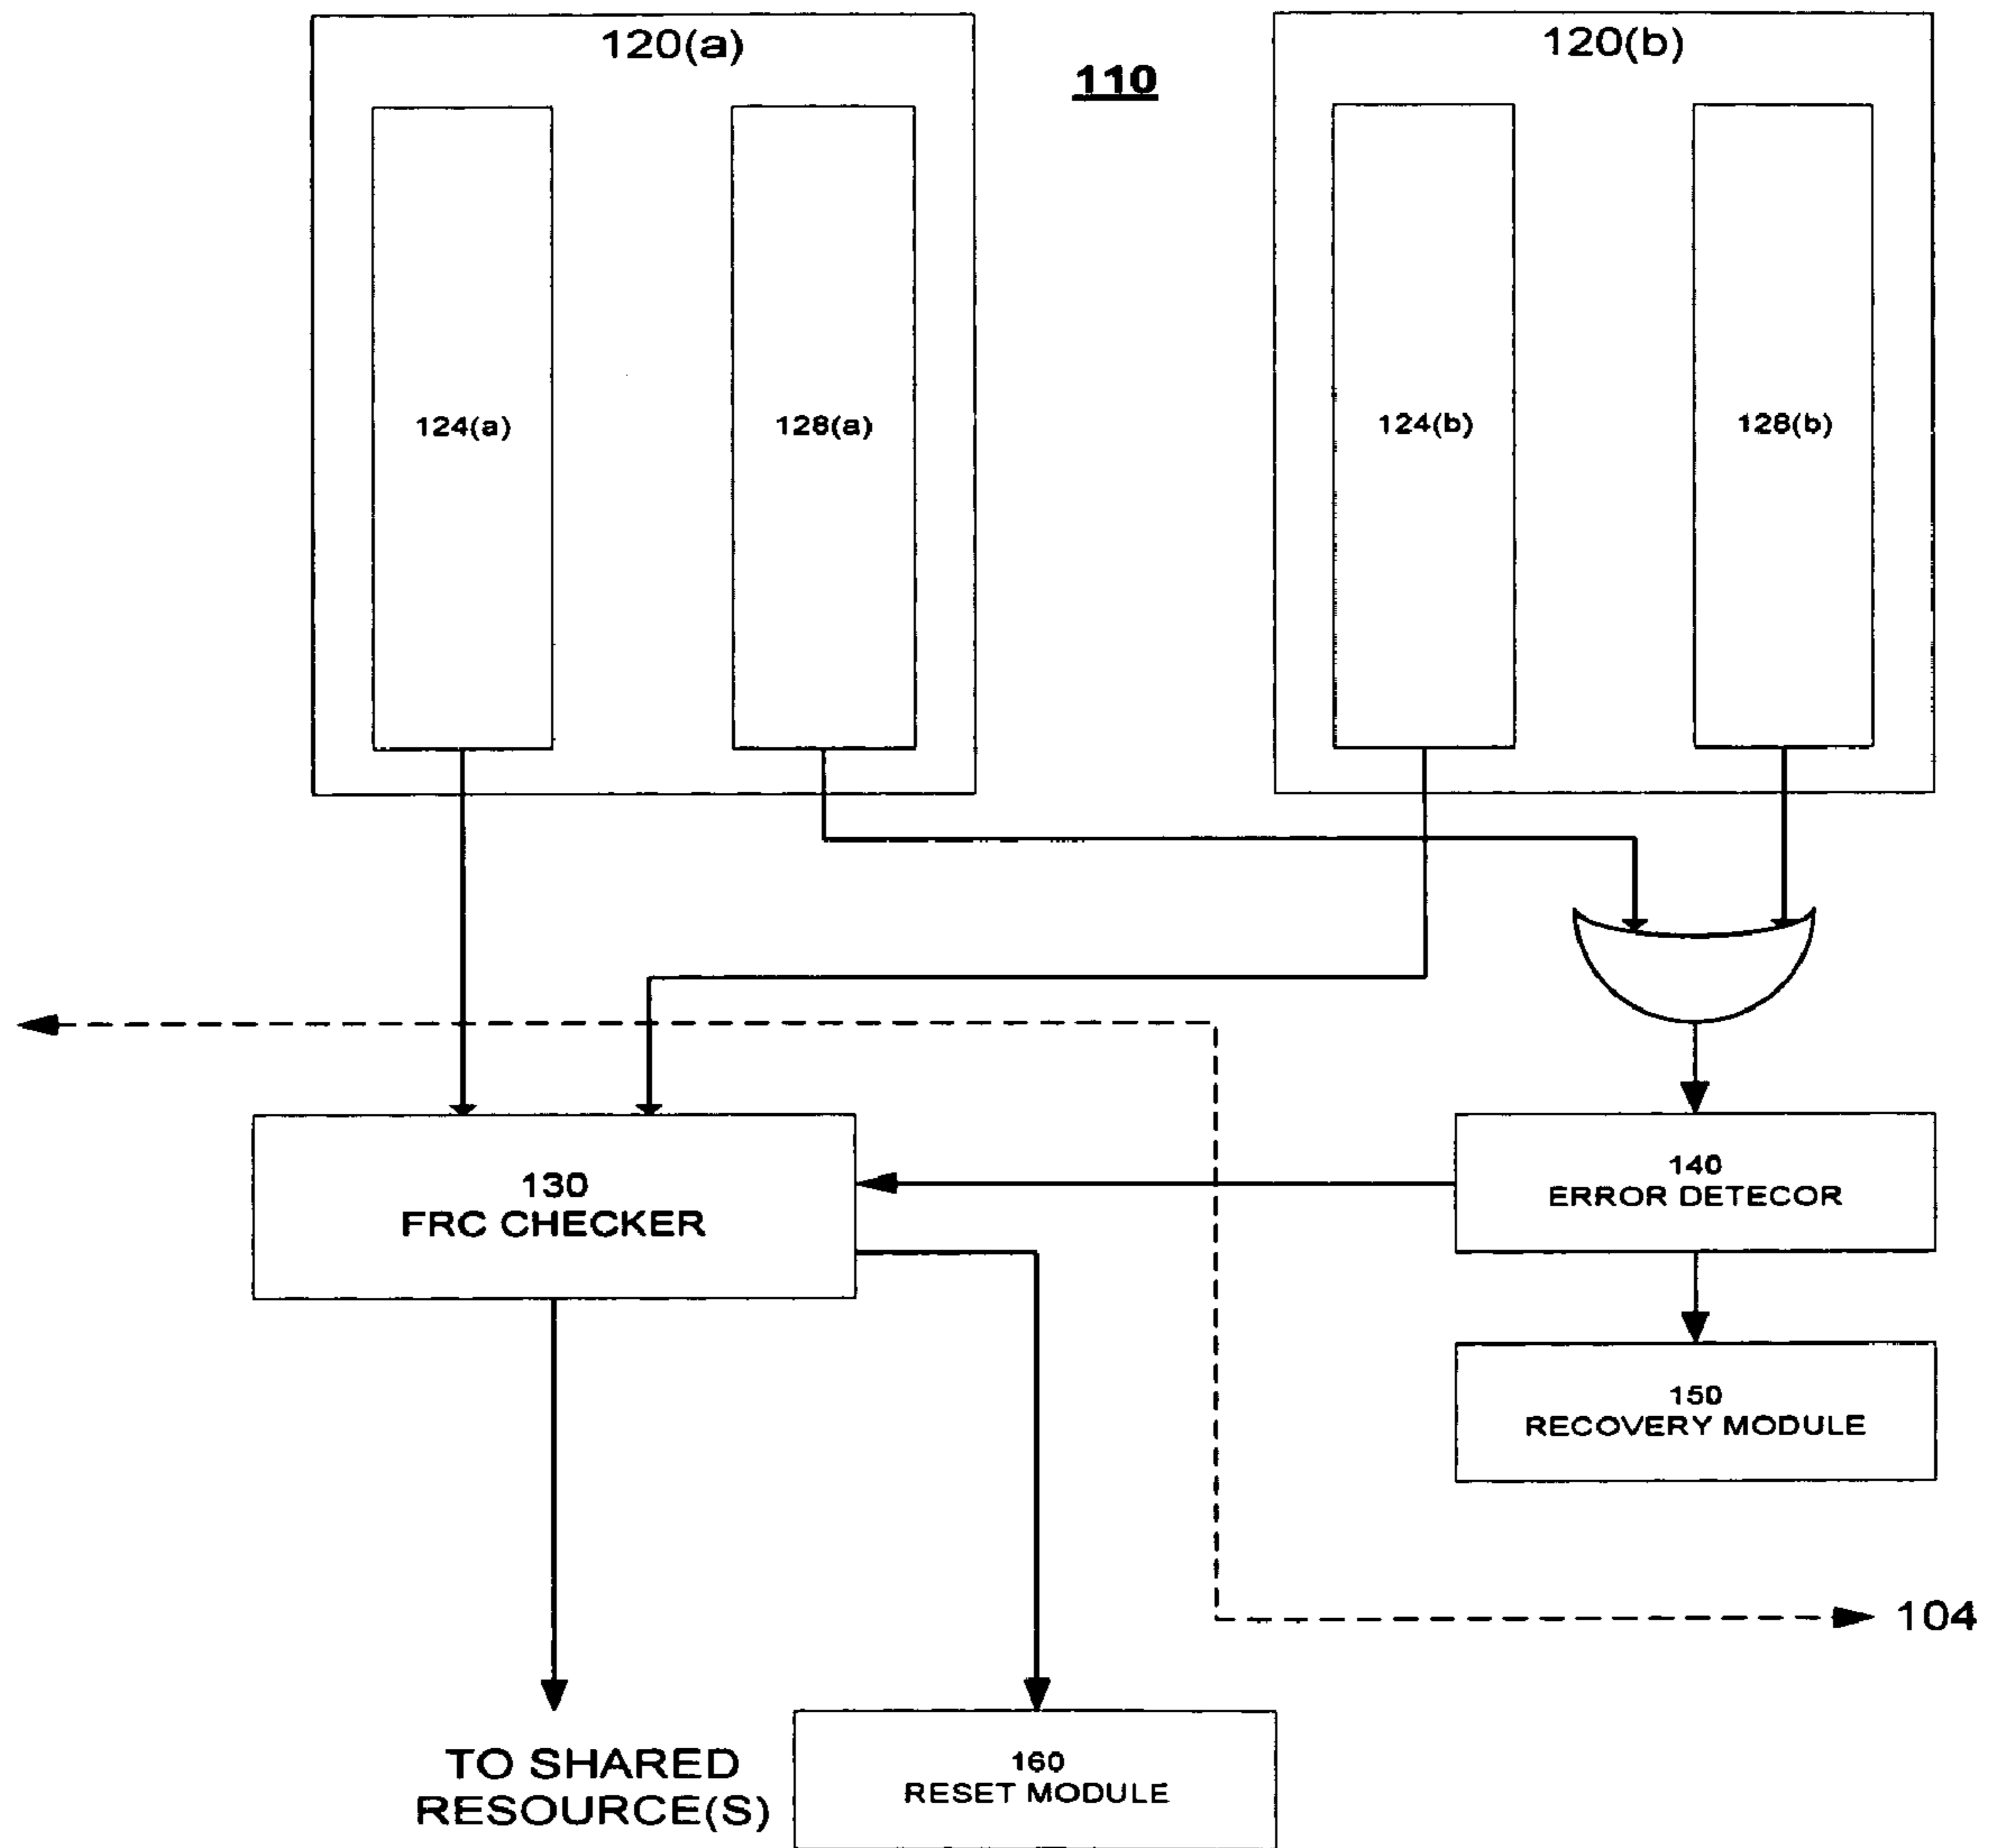 120(a)
120(b)
110
124(a)
128(a)
124(b)
128(b)
130
FRC CHECKER
140
ERROR DETECOR
150
RECOVERY MODULE
104
TO SHARED
RESOURCE(S)
160
RESET MODULE